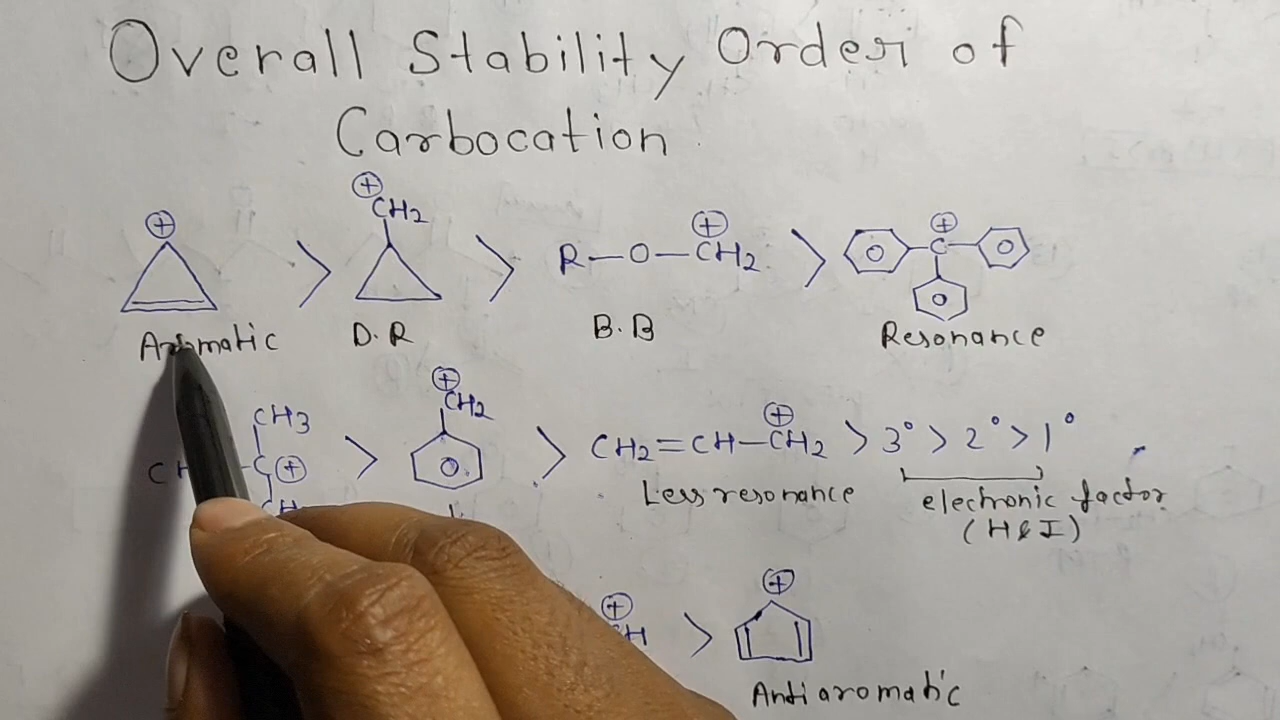 Overall Stability Order of
Carbocation
⊕ ⊕CH2 > > R—O—⊕CH2 > ⊕C
Aromatic D.R B.B Resonance
CH3 ⊕CH2
C⊕ > > CH2=CH—⊕CH2 > 3° > 2° > 1°
Less resonance electronic factor
(H & I)
⊕ ⊕
CH >
Antiaromatic